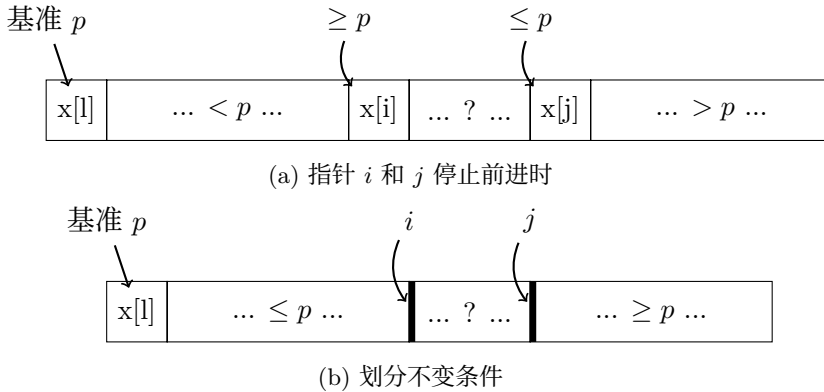 基准 p ≥ p ≤ p
x[l] ... < p ... x[i] ... ? ... x[j] ... > p ...
(a) 指针 i 和 j 停止前进时
基准 p i j
x[l] ... ≤ p ... ... ? ... ... ≥ p ...
(b) 划分不变条件